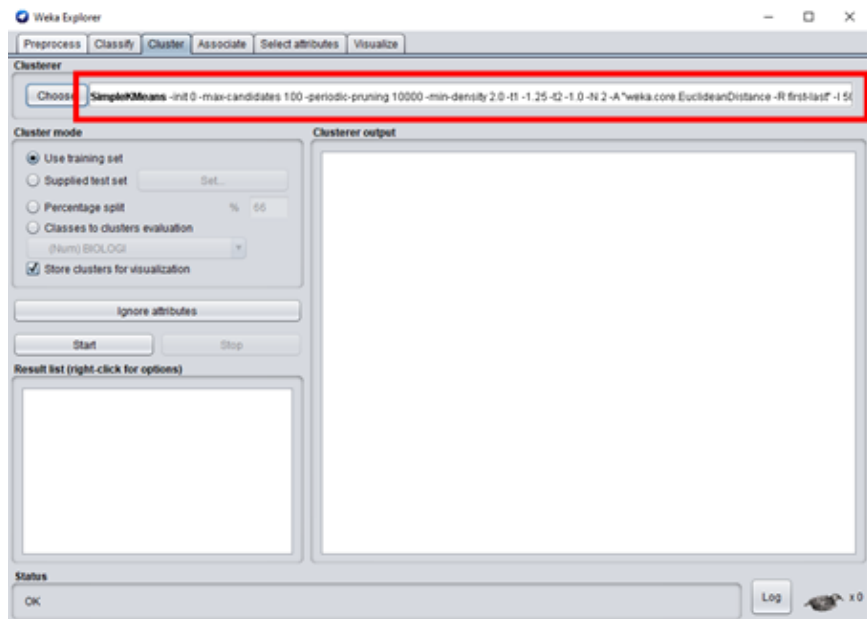 Weka Explorer
Preprocess Classify Cluster Associate Select attributes Visualize
Clusterer
Choose SimpleKMeans -init 0 -max-candidates 100 -periodic-pruning 10000 -min-density 2.0 -t1 -1.25 -t2 -1.0 -N 2 -A "weka.core.EuclideanDistance -R first-last" -I 50
Cluster mode
Clusterer output
Use training set
Supplied test set Set...
Percentage split % 66
Classes to clusters evaluation
(Num) BIOLOGI
Store clusters for visualization
Ignore attributes
Start Stop
Result list (right-click for options)
Status
OK
Log x 0